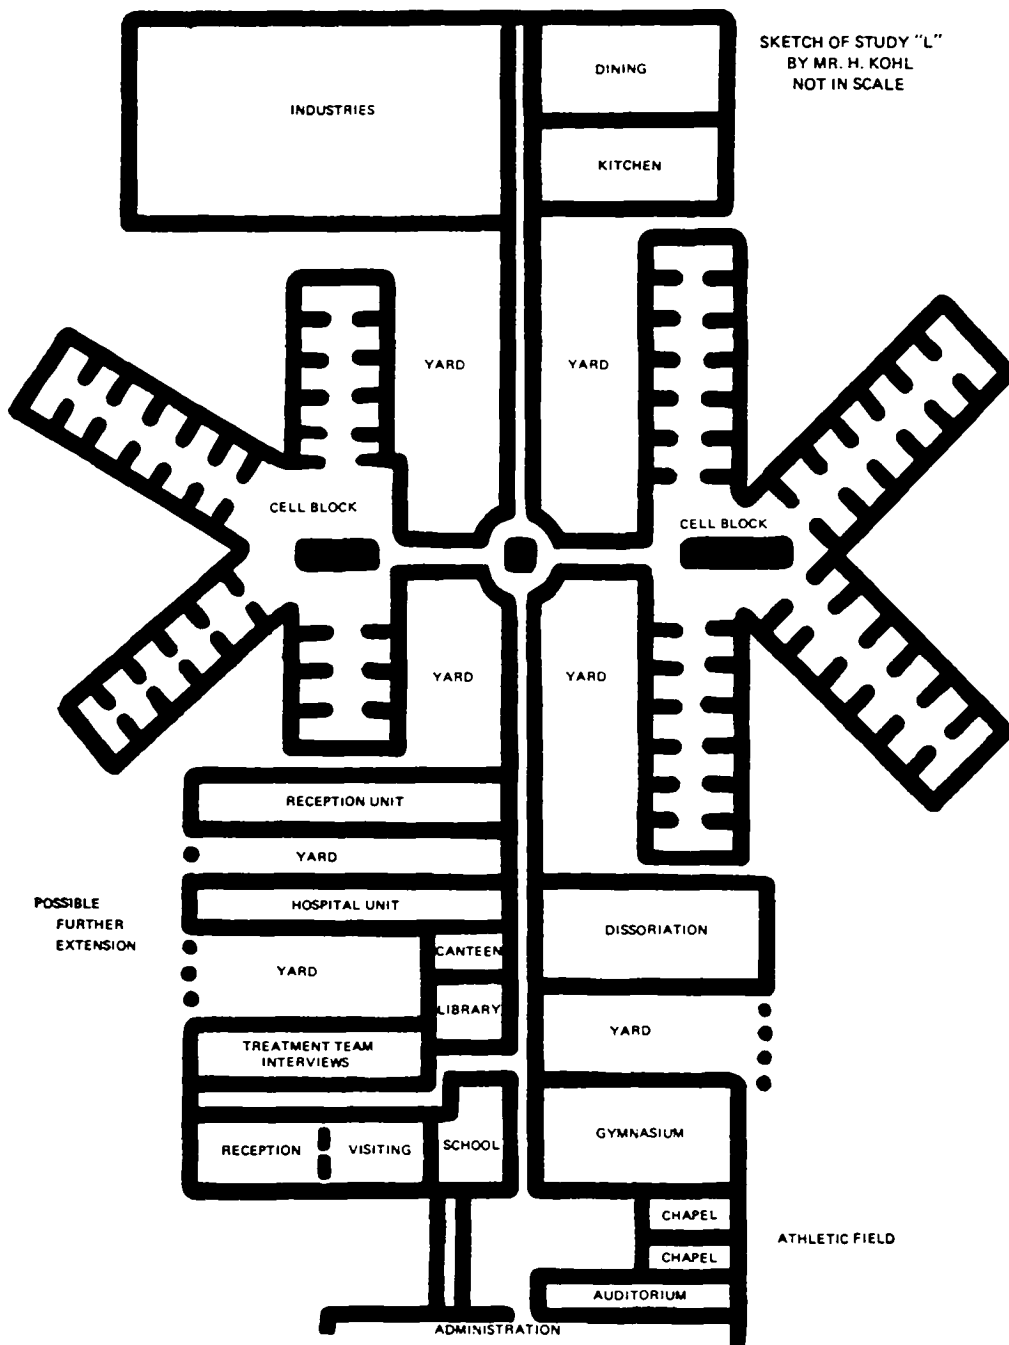 SKETCH OF STUDY "L"
BY MR. H. KOHL
NOT IN SCALE
DINING
INDUSTRIES
KITCHEN
YARD
YARD
CELL BLOCK
CELL BLOCK
YARD
YARD
RECEPTION UNIT
YARD
POSSIBLE
FURTHER
EXTENSION
HOSPITAL UNIT
DISSORIATION
CANTEEN
YARD
LIBRARY
YARD
TREATMENT TEAM
INTERVIEWS
RECEPTION
VISITING
SCHOOL
GYMNASIUM
CHAPEL
ATHLETIC FIELD
CHAPEL
AUDITORIUM
ADMINISTRATION